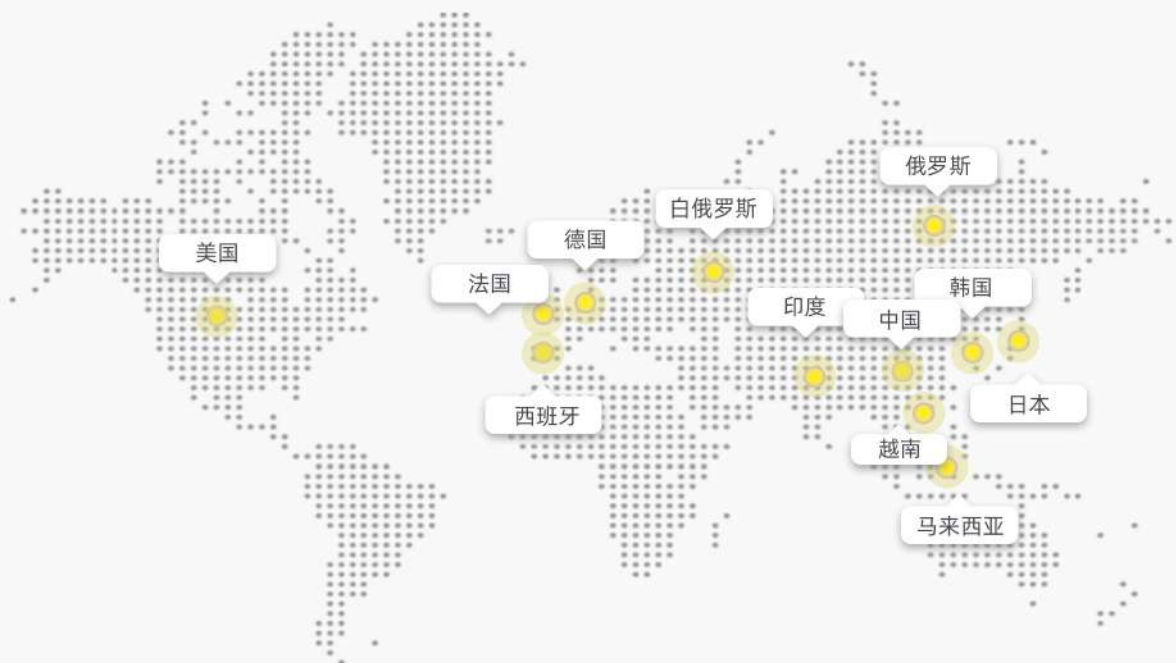 俄罗斯
白俄罗斯
德国
美国
法国
韩国
印度
中国
日本
西班牙
越南
马来西亚